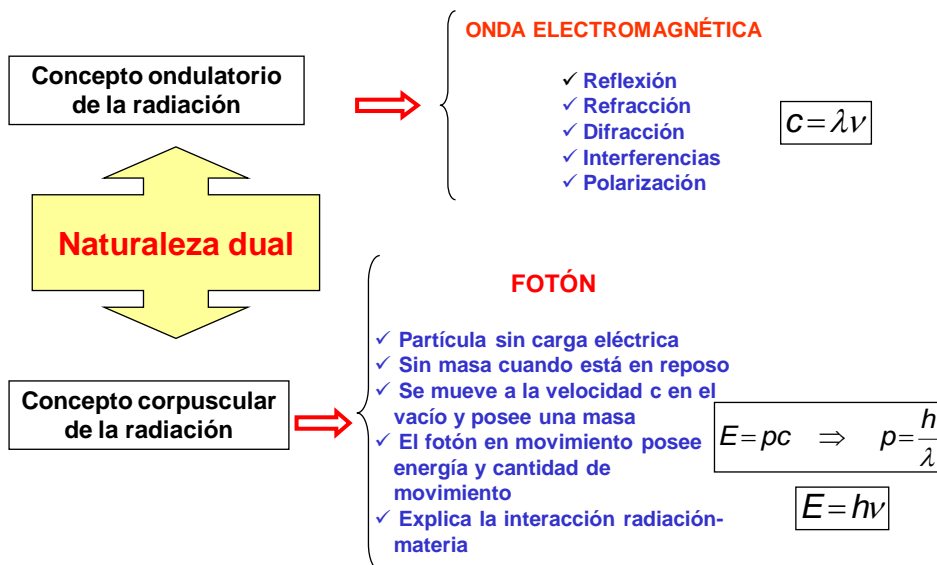 ONDA ELECTROMAGNÉTICA
Concepto ondulatorio
de la radiación
✓ Reflexión
✓ Refracción
✓ Difracción
✓ Interferencias
✓ Polarización
c = λν
Naturaleza dual
FOTÓN
✓ Partícula sin carga eléctrica
✓ Sin masa cuando está en reposo
✓ Se mueve a la velocidad c en el
vacío y posee una masa
✓ El fotón en movimiento posee
energía y cantidad de
movimiento
✓ Explica la interacción radiación-
materia
Concepto corpuscular
de la radiación
E = pc ⇒ p = h/λ
E = hν